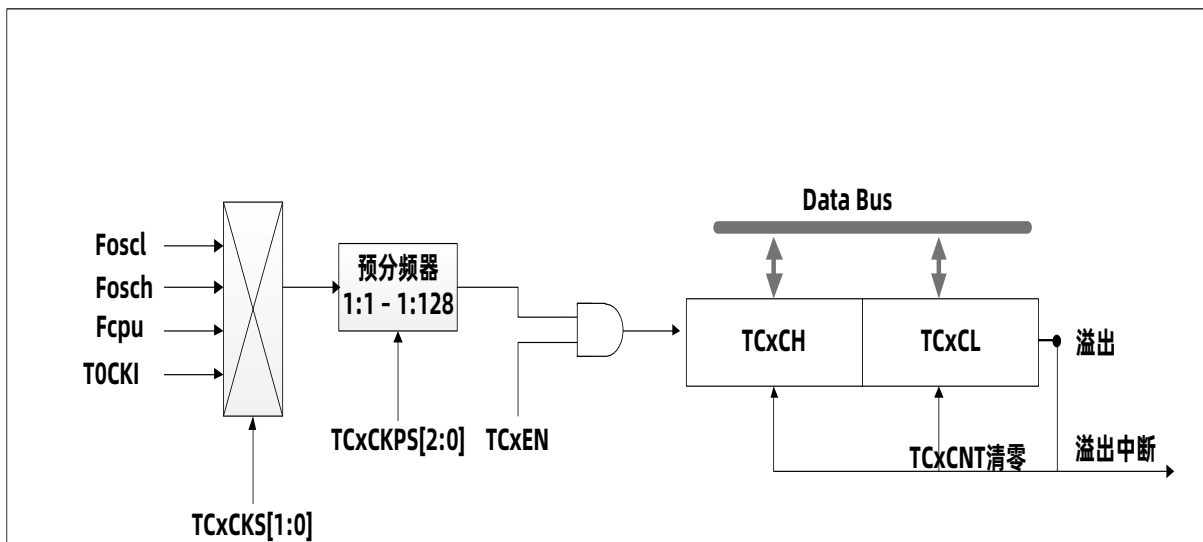 Data Bus
Foscl
Fosch
Fcpu
T0CKI
预分频器
1:1 – 1:128
TCxCH
TCxCL
溢出
TCxCKPS[2:0]
TCxEN
TCxCNT清零
溢出中断
TCxCKS[1:0]